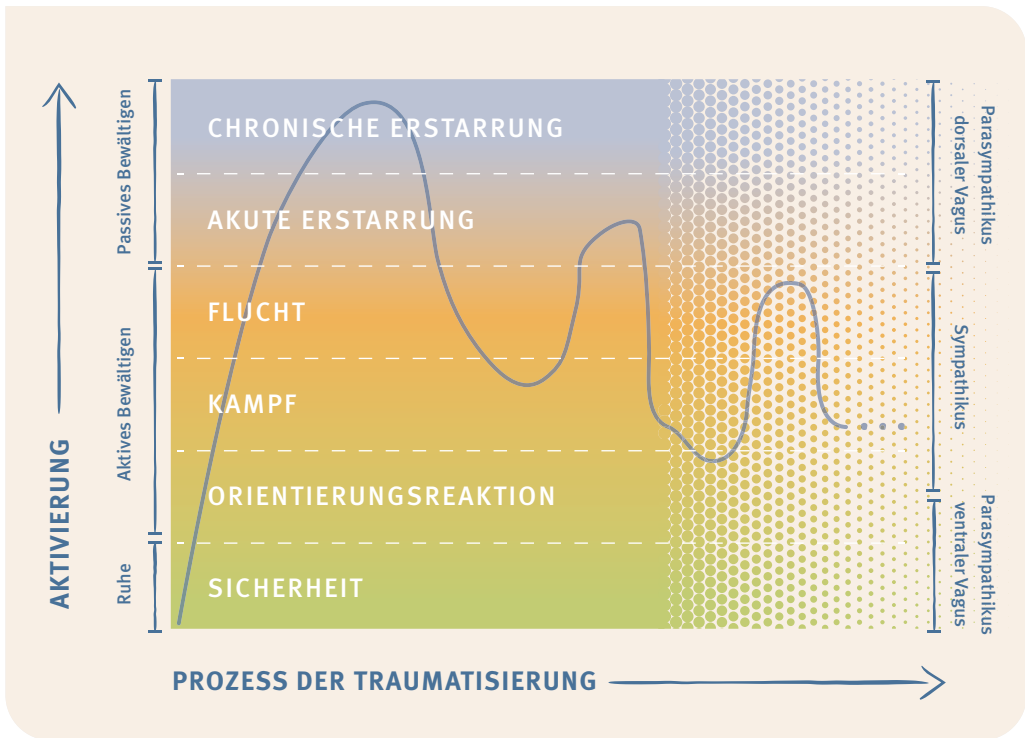 AKTIVIERUNG
Passives Bewältigen
Aktives Bewältigen
Ruhe
CHRONISCHE ERSTARRUNG
AKUTE ERSTARRUNG
FLUCHT
KAMPF
ORIENTIERUNGSREAKTION
SICHERHEIT
Parasympathikus
dorsaler Vagus
Sympathikus
Parasympathikus
ventraler Vagus
PROZESS DER TRAUMATISIERUNG